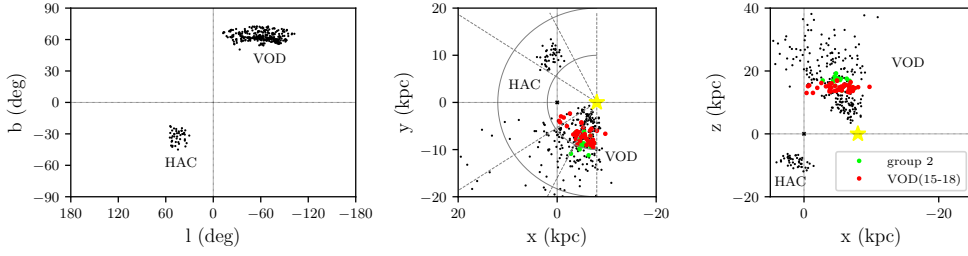 90
60
30
0
−30
−60
−90
180
120
60
0
−60
−120
−180
b (deg)
l (deg)
VOD
HAC
20
10
0
−10
−20
20
0
−20
y (kpc)
x (kpc)
HAC
VOD
40
20
0
−20
0
−20
z (kpc)
x (kpc)
VOD
HAC
group 2
VOD(15-18)